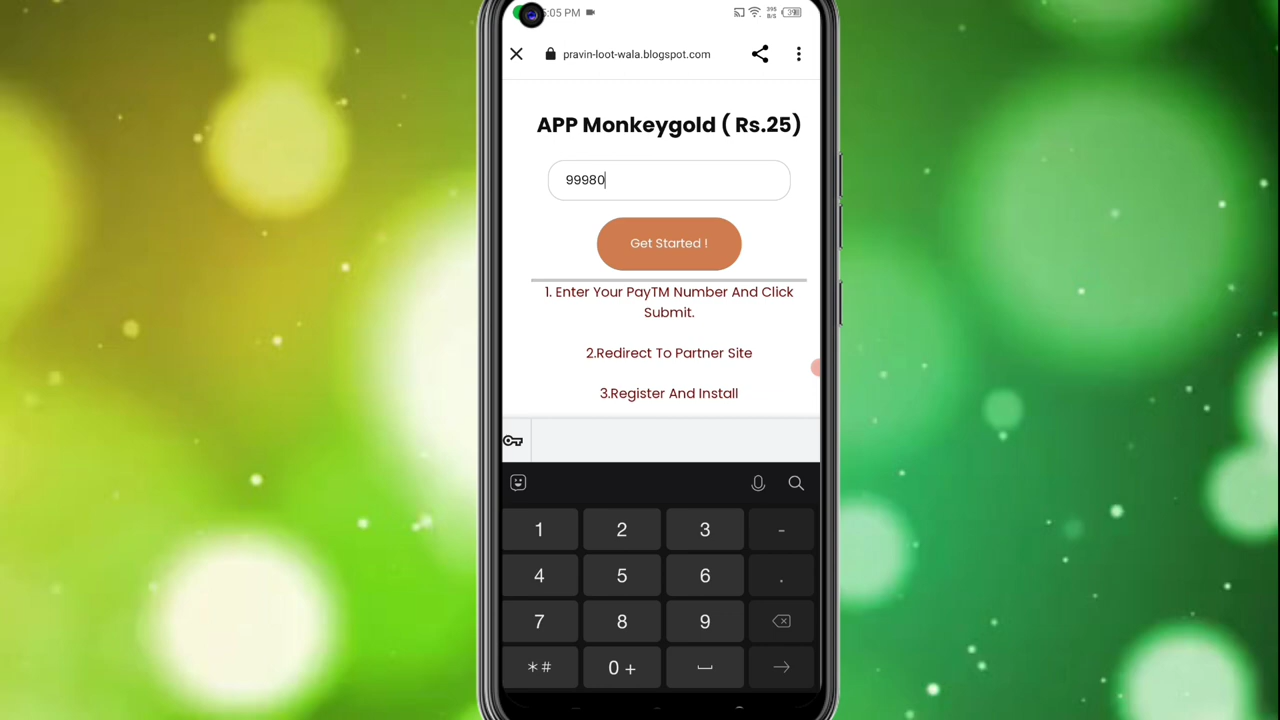 5:05 PM 395 B/S
pravin-loot-wala.blogspot.com
APP Monkeygold ( Rs.25)
99980
Get Started !
1. Enter Your PayTM Number And Click
Submit.
2.Redirect To Partner Site
3.Register And Install
1 2 3 -
4 5 6 .
7 8 9
*# 0 +